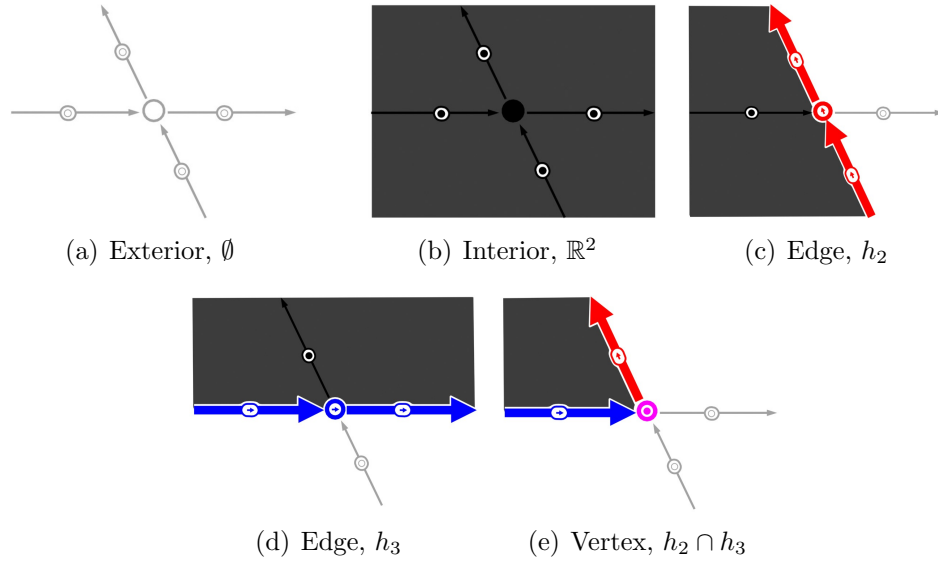 (a) Exterior, ∅
(b) Interior, ℝ²
(c) Edge, h₂
(d) Edge, h₃
(e) Vertex, h₂ ∩ h₃